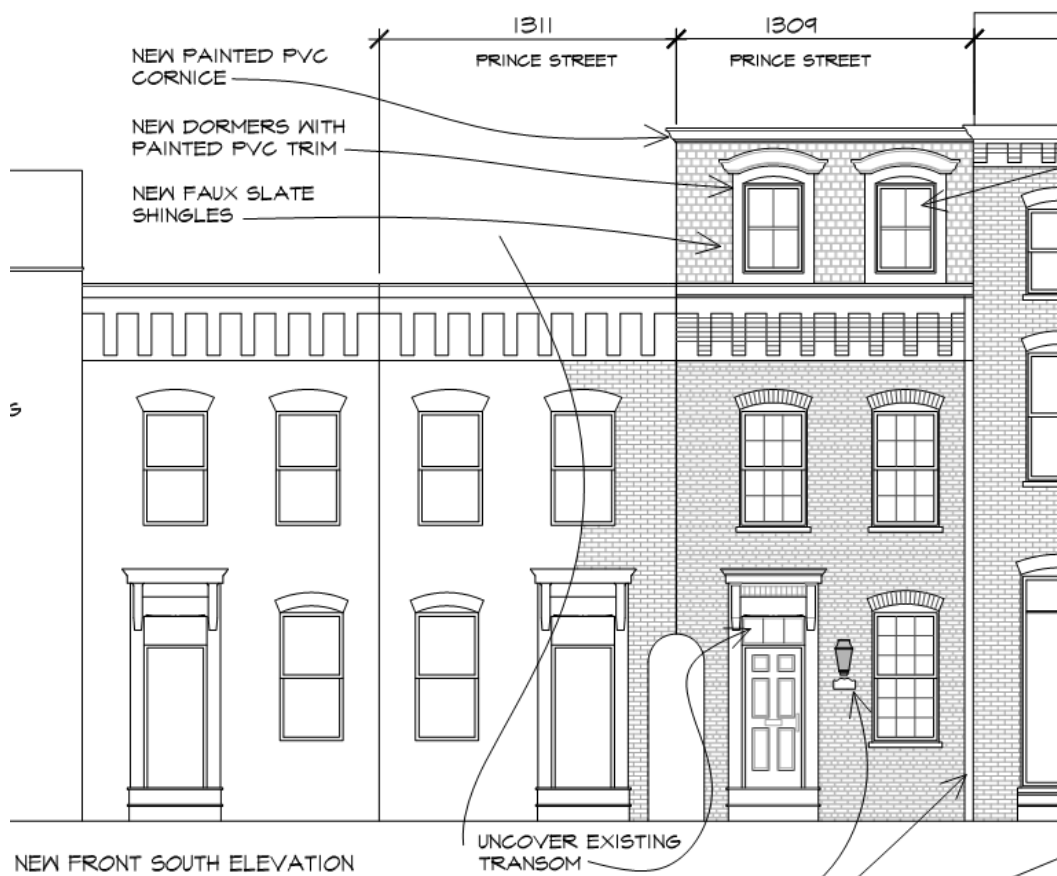 1311
1309
PRINCE STREET
PRINCE STREET
NEW PAINTED PVC
CORNICE
NEW DORMERS WITH
PAINTED PVC TRIM
NEW FAUX SLATE
SHINGLES
S
UNCOVER EXISTING
TRANSOM
NEW FRONT SOUTH ELEVATION